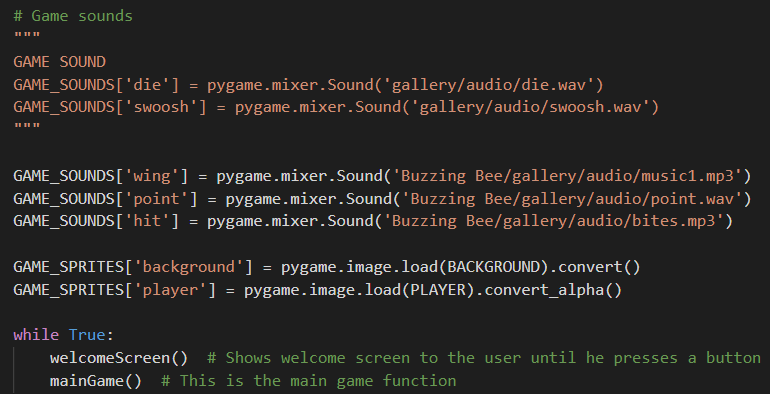 # Game sounds
"""
GAME SOUND
GAME_SOUNDS['die'] = pygame.mixer.Sound('gallery/audio/die.wav')
GAME_SOUNDS['swoosh'] = pygame.mixer.Sound('gallery/audio/swoosh.wav')
"""
GAME_SOUNDS['wing'] = pygame.mixer.Sound('Buzzing Bee/gallery/audio/music1.mp3')
GAME_SOUNDS['point'] = pygame.mixer.Sound('Buzzing Bee/gallery/audio/point.wav')
GAME_SOUNDS['hit'] = pygame.mixer.Sound('Buzzing Bee/gallery/audio/bites.mp3')
GAME_SPRITES['background'] = pygame.image.load(BACKGROUND).convert()
GAME_SPRITES['player'] = pygame.image.load(PLAYER).convert_alpha()
while True:
    welcomeScreen()  # Shows welcome screen to the user until he presses a button
    mainGame()  # This is the main game function